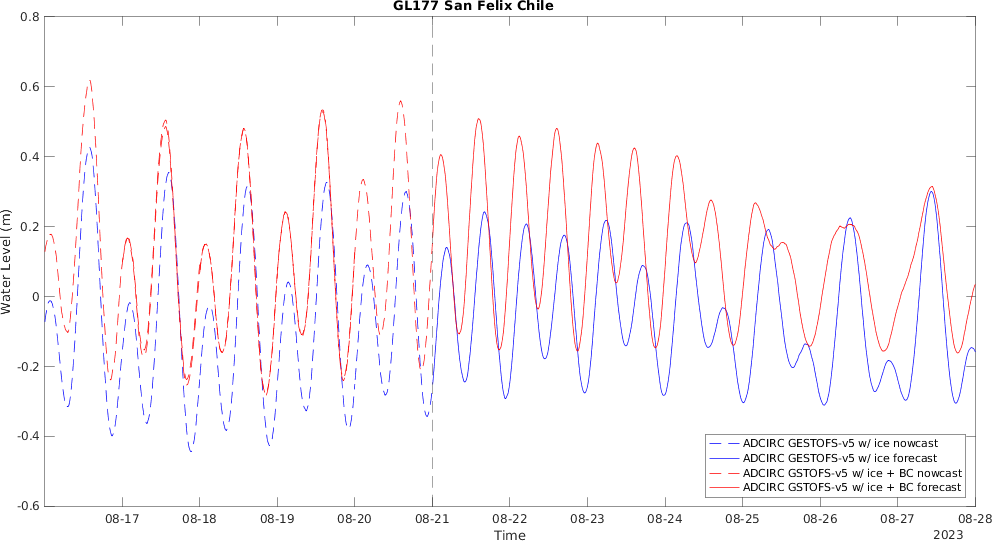 GL177 San Felix Chile
0.8
0.6
0.4
0.2
0
-0.2
-0.4
-0.6
Water Level (m)
ADCIRC GESTOFS-v5 w/ ice nowcast
ADCIRC GESTOFS-v5 w/ ice forecast
ADCIRC GSTOFS-v5 w/ ice + BC nowcast
ADCIRC GSTOFS-v5 w/ ice + BC forecast
08-17 08-18 08-19 08-20 08-21 08-22 08-23 08-24 08-25 08-26 08-27 08-28
Time
2023